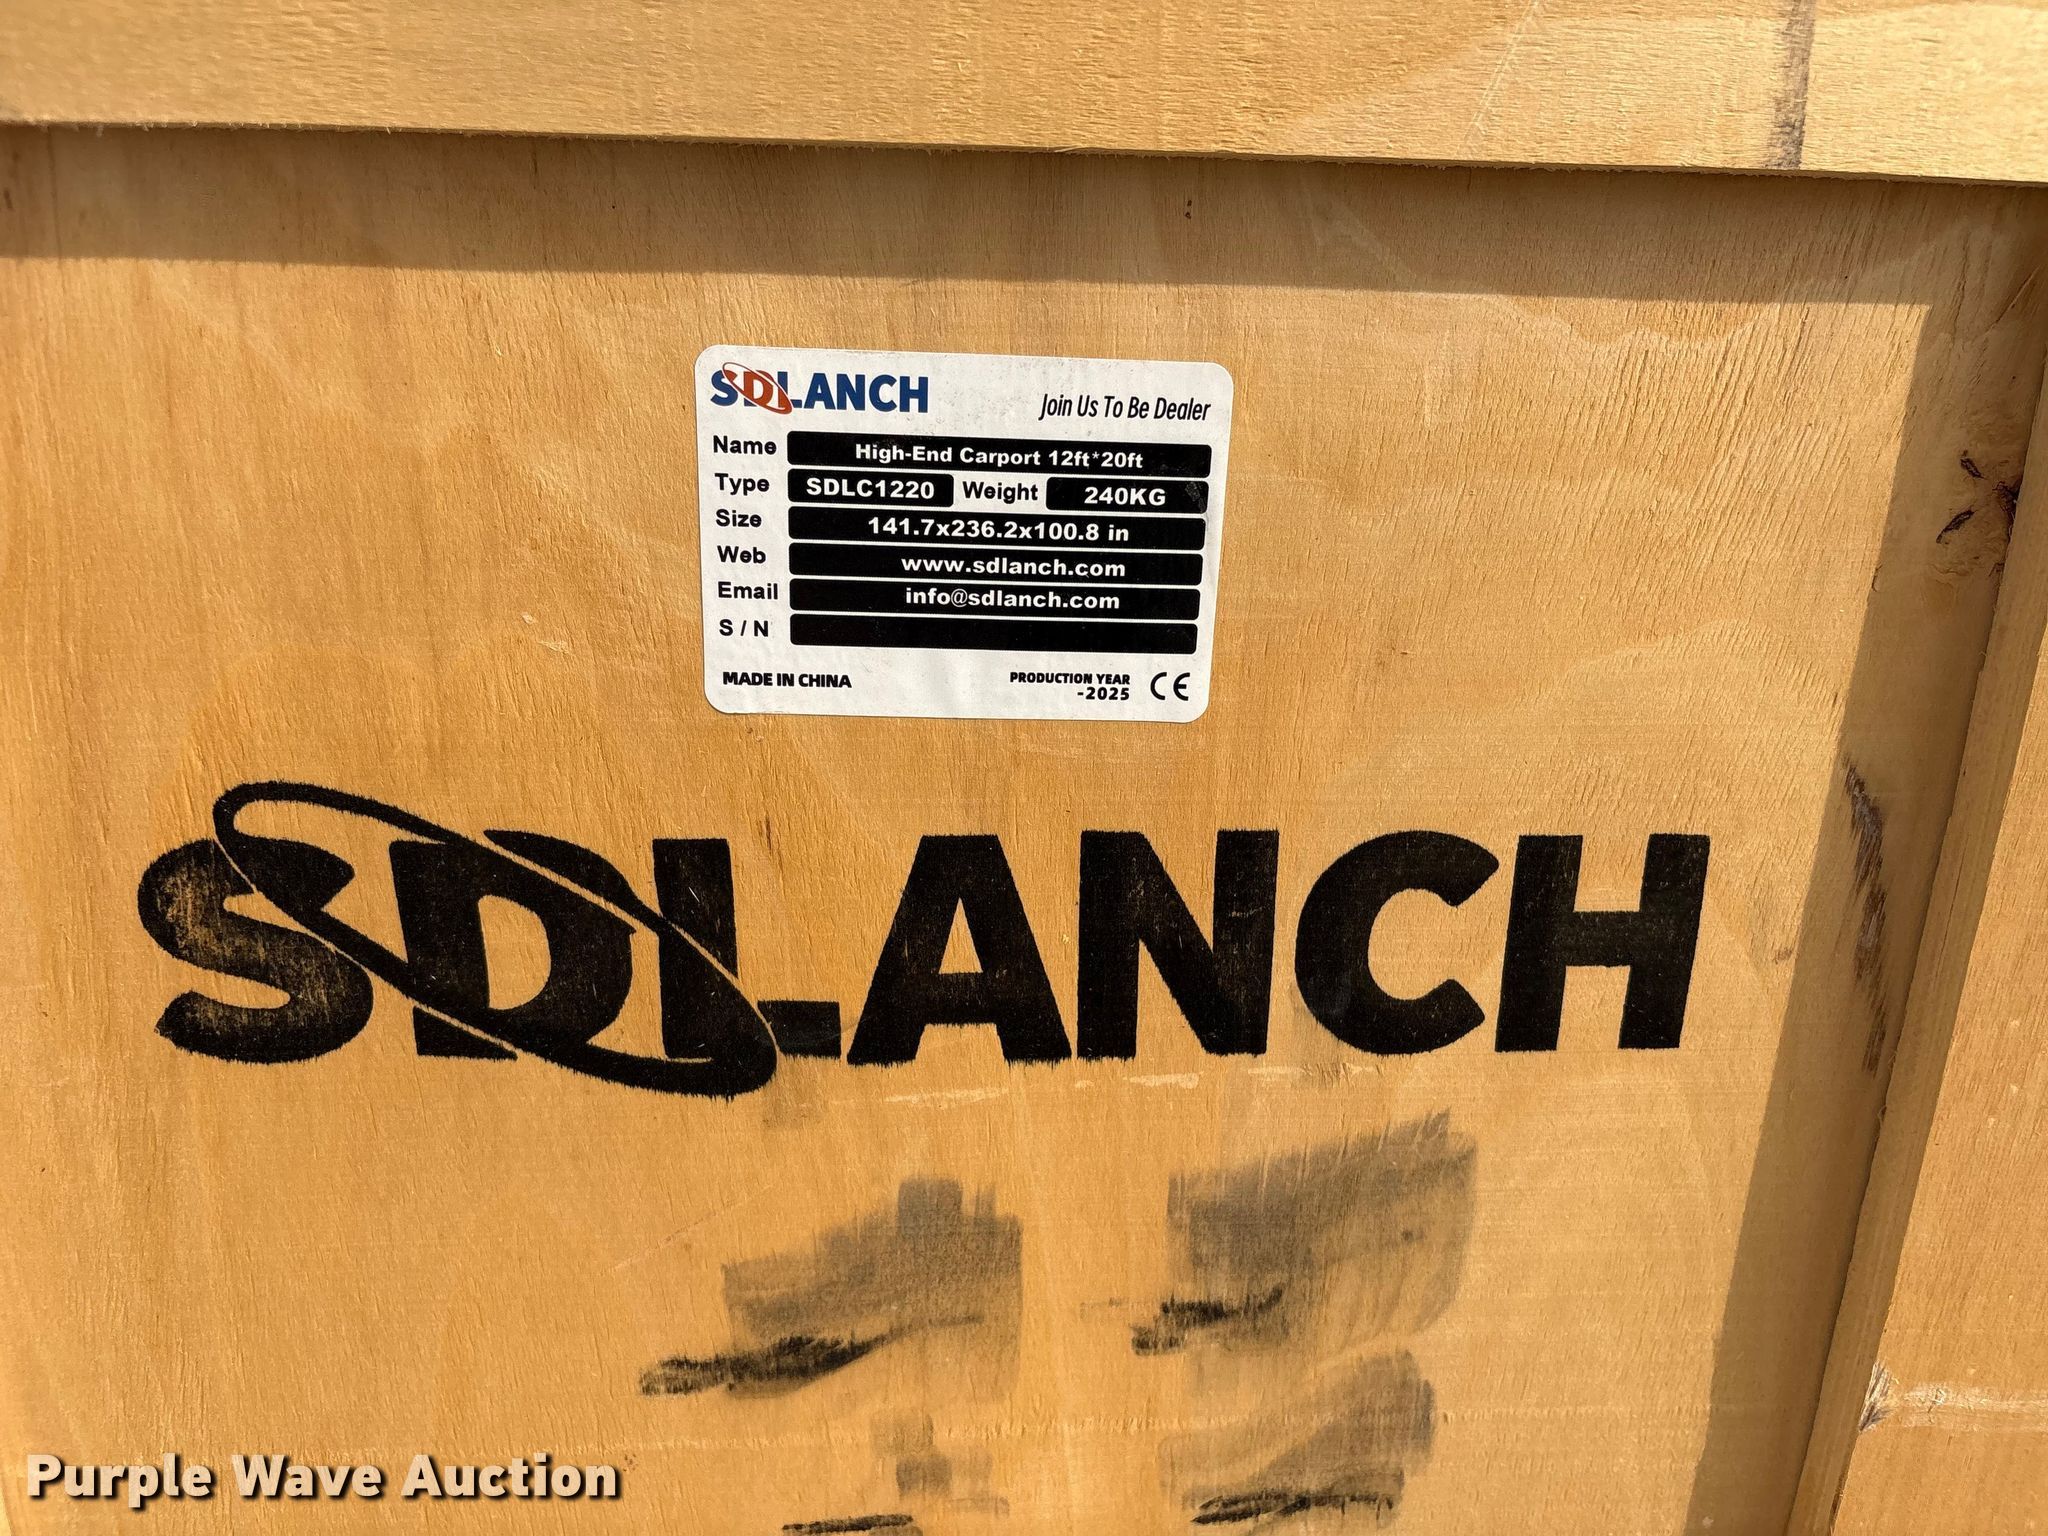 SDLANCH
Join Us To Be Dealer
Name High-End Carport 12ft*20ft
Type SDLC1220 Weight 240KG
Size 141.7x236.2x100.8 in
Web www.sdlanch.com
Email info@sdlanch.com
S / N
MADE IN CHINA PRODUCTION YEAR
-2025 CE
SDLANCH
Purple Wave Auction